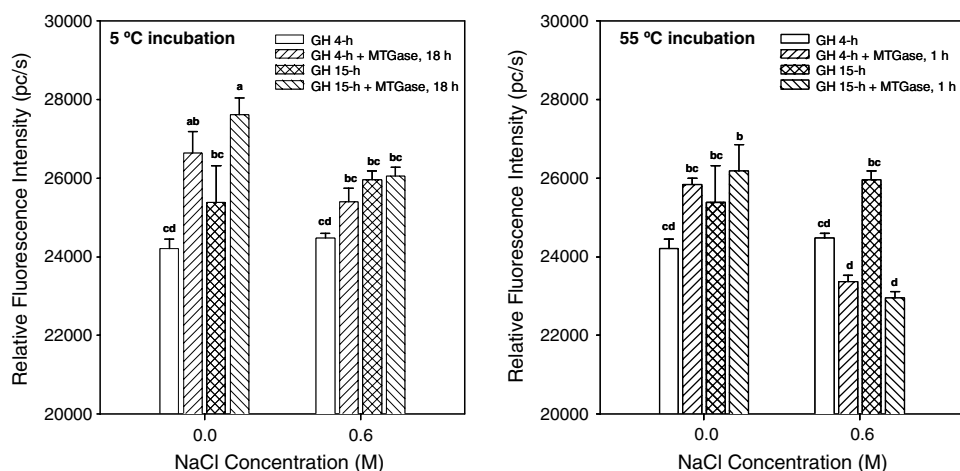 5 ºC incubation
GH 4-h
GH 4-h + MTGase, 18 h
GH 15-h
GH 15-h + MTGase, 18 h
Relative Fluorescence Intensity (pc/s)
30000
28000
26000
24000
22000
20000
cd
ab
bc
a
cd
bc
bc
bc
0.0
0.6
NaCl Concentration (M)
55 ºC incubation
GH 4-h
GH 4-h + MTGase, 1 h
GH 15-h
GH 15-h + MTGase, 1 h
Relative Fluorescence Intensity (pc/s)
30000
28000
26000
24000
22000
20000
cd
bc
bc
b
cd
d
bc
d
0.0
0.6
NaCl Concentration (M)